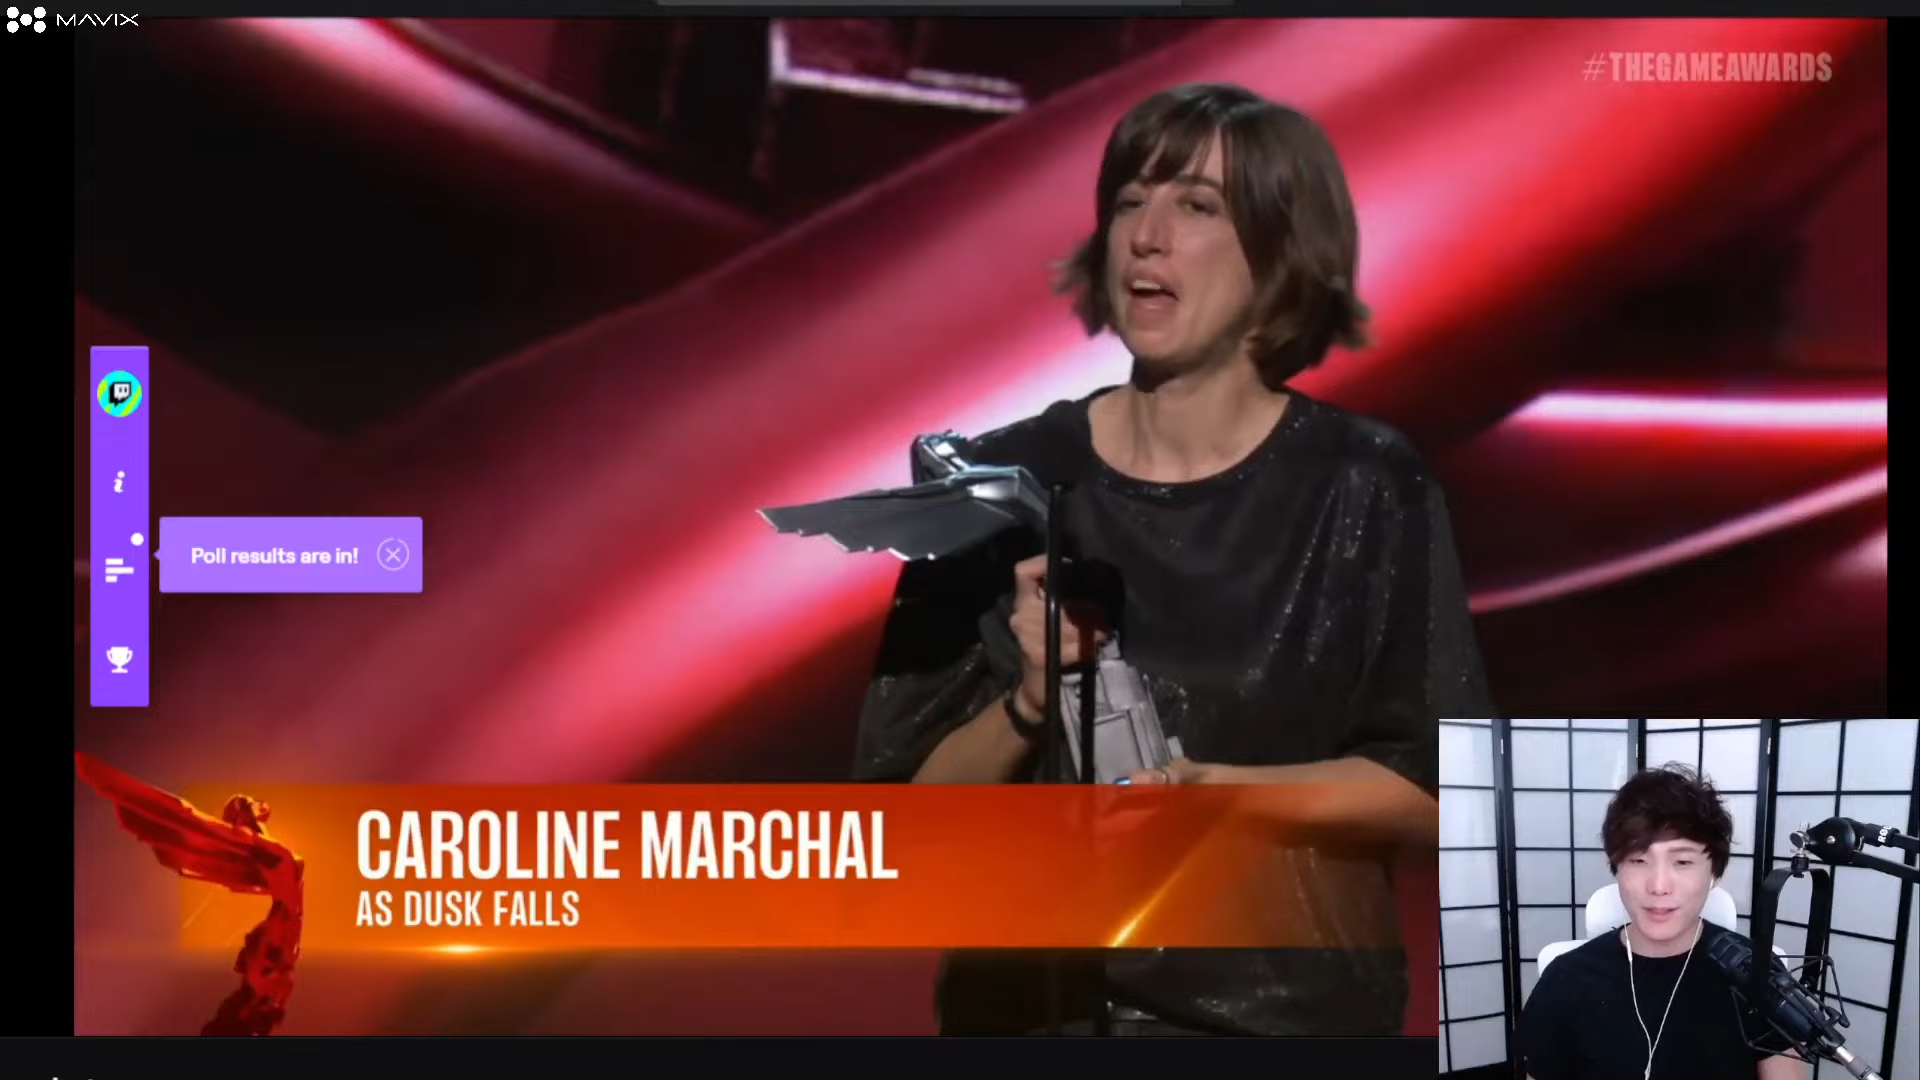 MAVIX
#THEGAMEAWARDS
Poll results are in!
CAROLINE MARCHAL
AS DUSK FALLS